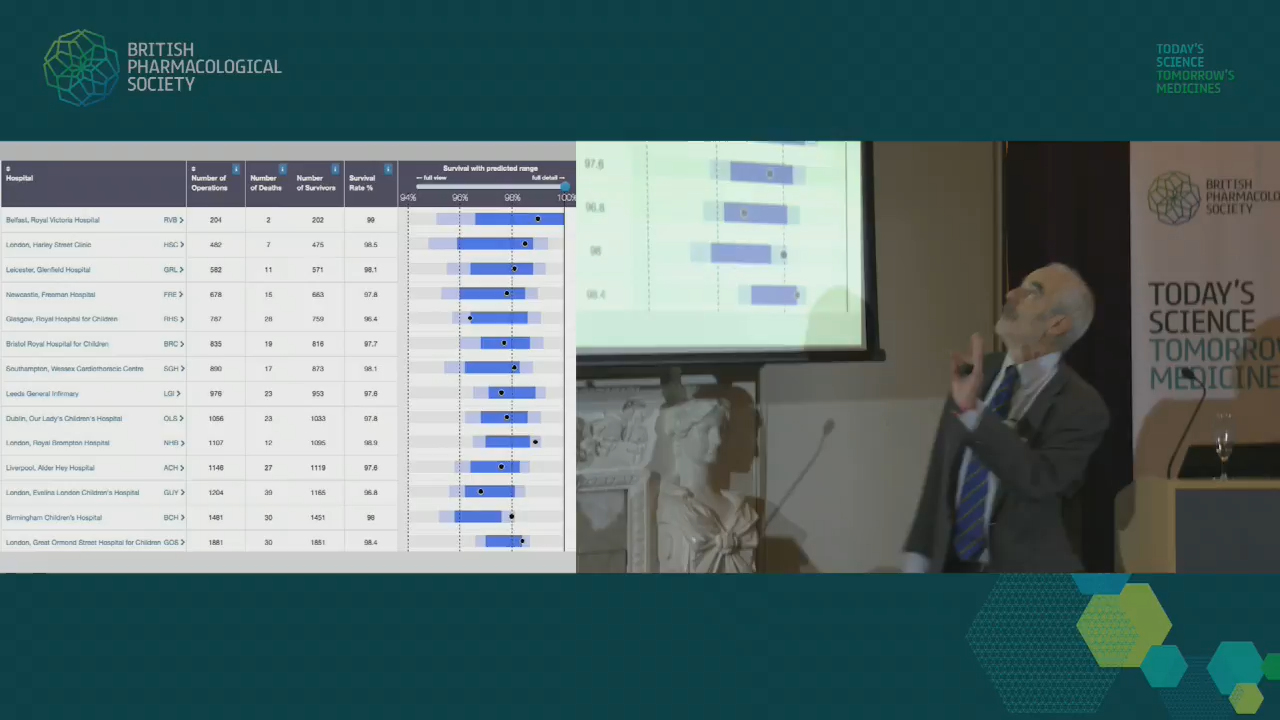 BRITISH
PHARMACOLOGICAL
SOCIETY
TODAY'S
SCIENCE
TOMORROW'S
MEDICINES
Hospital
Number of Operations
Number of Deaths
Number of Survivors
Survival Rate %
Survival with predicted range
full view
full detail
94% 96% 98% 100%
Belfast, Royal Victoria Hospital RVB 204 2 202 99
London, Harley Street Clinic HSC 482 7 475 98.5
Leicester, Glenfield Hospital GRL 582 11 571 98.1
Newcastle, Freeman Hospital FRE 678 15 663 97.8
Glasgow, Royal Hospital for Children RHS 787 28 759 96.4
Bristol Royal Hospital for Children BRC 835 19 816 97.7
Southampton, Wessex Cardiothoracic Centre SGH 890 17 873 98.1
Leeds General Infirmary LGI 976 23 953 97.6
Dublin, Our Lady's Children's Hospital OLS 1056 23 1033 97.8
London, Royal Brompton Hospital NHB 1107 12 1095 98.9
Liverpool, Alder Hey Hospital ACH 1146 27 1119 97.6
London, Evelina London Children's Hospital GUY 1204 39 1165 96.8
Birmingham Children's Hospital BCH 1481 30 1451 98
London, Great Ormond Street Hospital for Children GOS 1881 30 1851 98.4
97.6
96.8
98
98.4
BRITISH
PHARMACOLO
SOCIETY
TODAY'S
SCIENCE
TOMORROW
MEDICINE